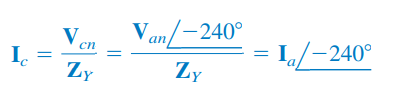 I_c = V_cn / Z_Y = V_an∠−240° / Z_Y = I_a∠−240°